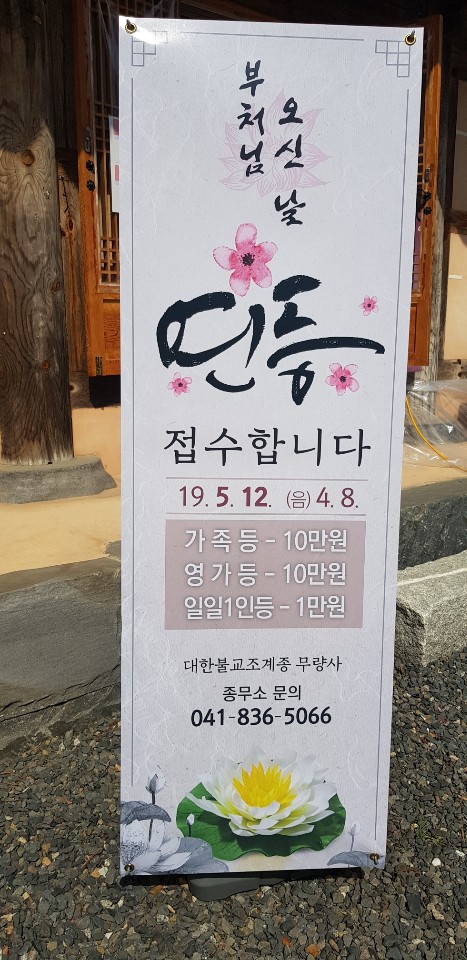 부처님
오신날
연등
접수합니다
19. 5. 12. (음) 4. 8.
가족등 - 10만원
영가등 - 10만원
일일1인등 - 1만원
대한불교조계종 무량사
종무소 문의
041-836-5066